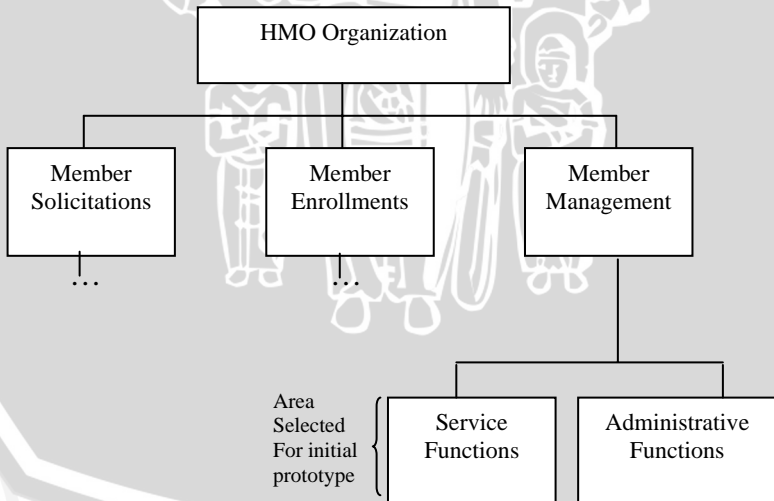 HMO Organization
Member
Solicitations
…
Member
Enrollments
…
Member
Management
Area
Selected
For initial
prototype
Service
Functions
Administrative
Functions